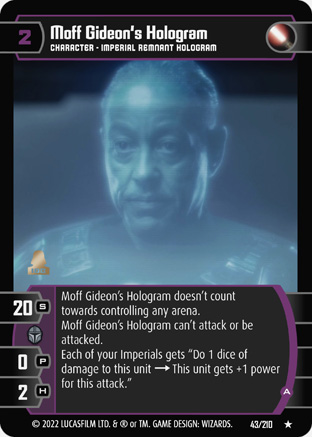 2
Moff Gideon's Hologram
CHARACTER - IMPERIAL REMNANT HOLOGRAM
20 S
0 P
2 H
Moff Gideon's Hologram doesn't count
towards controlling any arena.
Moff Gideon's Hologram can't attack or be
attacked.
Each of your Imperials gets "Do 1 dice of
damage to this unit → This unit gets +1 power
for this attack."
A
© 2022 LUCASFILM LTD. & ® OR TM. GAME DESIGN: WIZARDS. 43/210 ★